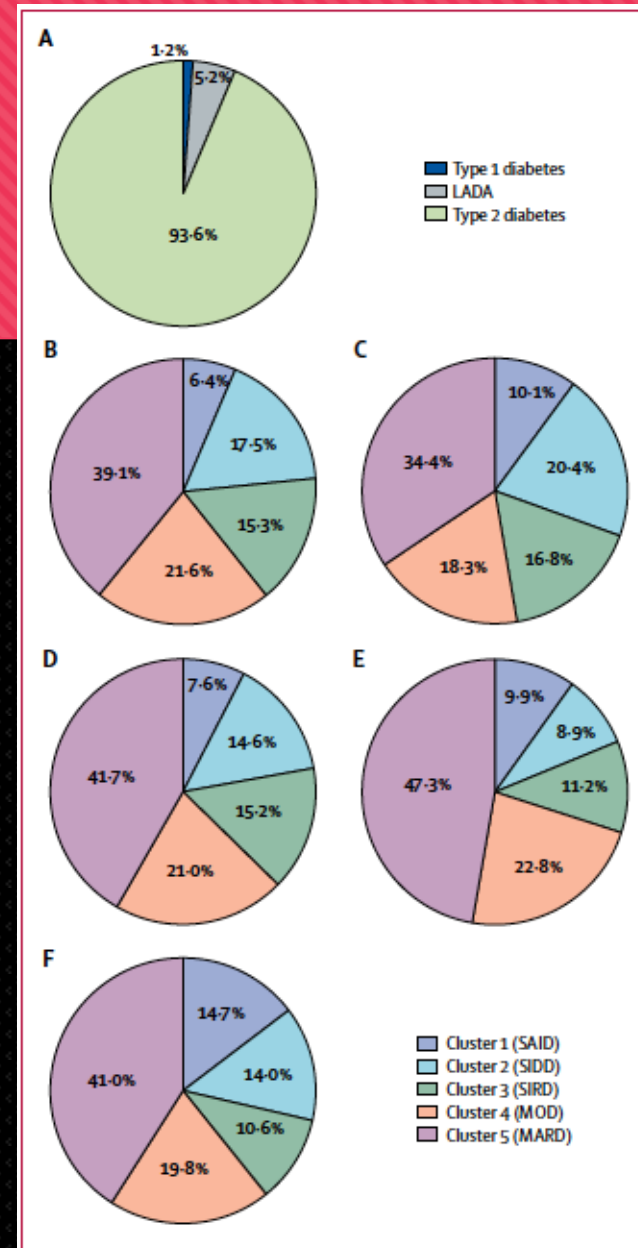 A
1·2%
5·2%
93·6%
Type 1 diabetes
LADA
Type 2 diabetes
B
6·4%
17·5%
15·3%
21·6%
39·1%
C
10·1%
20·4%
16·8%
18·3%
34·4%
D
7·6%
14·6%
15·2%
21·0%
41·7%
E
9·9%
8·9%
11·2%
22·8%
47·3%
F
14·7%
14·0%
10·6%
19·8%
41·0%
Cluster 1 (SAID)
Cluster 2 (SIDD)
Cluster 3 (SIRD)
Cluster 4 (MOD)
Cluster 5 (MARD)